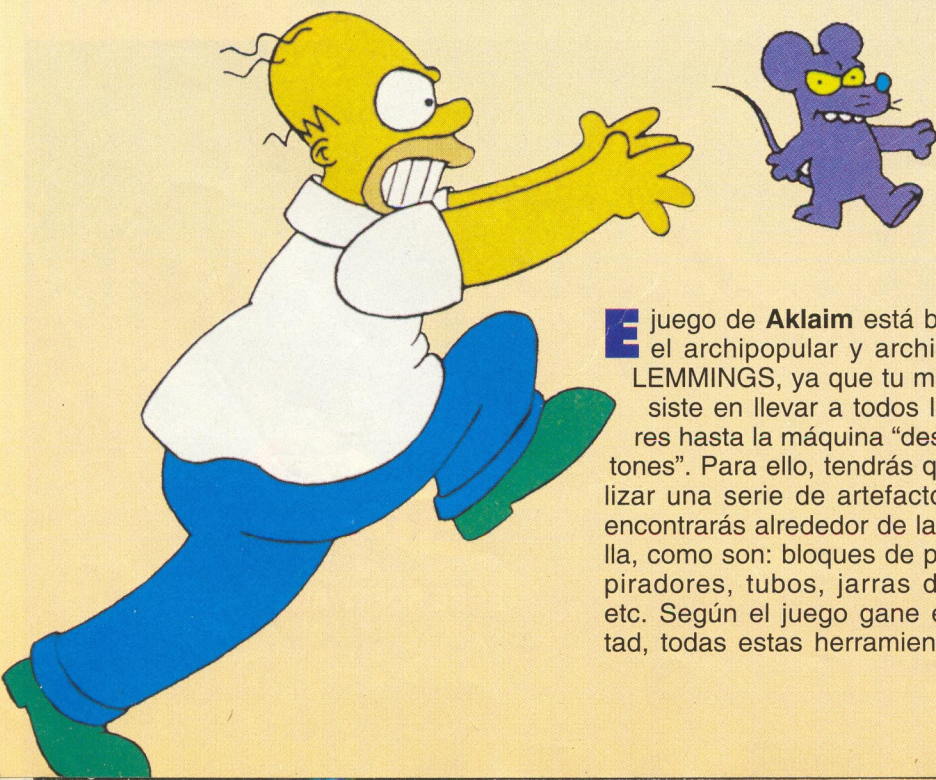 E juego de Aklaim está b
el archipopular y archi
LEMMINGS, ya que tu m
siste en llevar a todos l
res hasta la máquina “des
tones”. Para ello, tendrás q
lizar una serie de artefacto
encontrarás alrededor de la
lla, como son: bloques de p
piradores, tubos, jarras d
etc. Según el juego gane e
tad, todas estas herramien